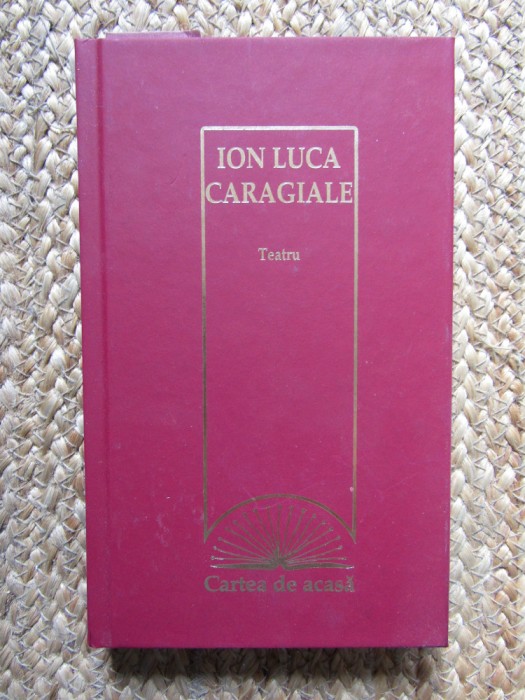 ION LUCA
CARAGIALE
Teatru
Cartea de acasă